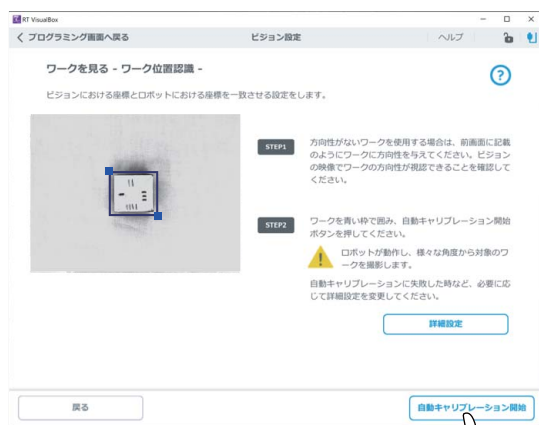 RT VisualBox
プログラミング画面へ戻る
ビジョン設定
ヘルプ
ワークを見る - ワーク位置認識 -
?
ビジョンにおける座標とロボットにおける座標を一致させる設定をします。
STEP1
方向性がないワークを使用する場合は、前画面に記載
のようにワークに方向性を与えてください。ビジョン
の映像でワークの方向性が視認できることを確認して
ください。
STEP2
ワークを青い枠で囲み、自動キャリブレーション開始
ボタンを押してください。
ロボットが動作し、様々な角度から対象のワ
ークを撮影します。
自動キャリブレーションに失敗した時など、必要に応
じて詳細設定を変更してください。
詳細設定
戻る
自動キャリブレーション開始